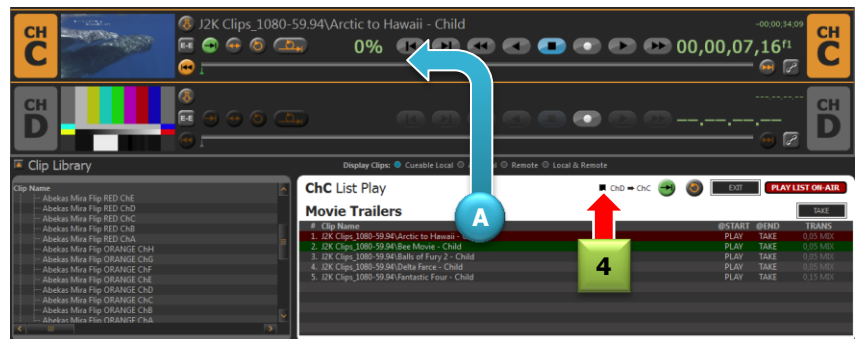 CH
C
J2K Clips_1080-59.94\Arctic to Hawaii - Child
-00;00;34;09
E-E
0%
00,00,07,16 f1
CH
C
CH
D
E-E
--.--.--.--
--.--.--.--
CH
D
Clip Library
Display Clips: Cueable Local Remote Local & Remote
Clip Name
Abekas Mira Flip RED ChE
Abekas Mira Flip RED ChD
Abekas Mira Flip RED ChC
Abekas Mira Flip RED ChB
Abekas Mira Flip RED ChA
Abekas Mira Flip ORANGE ChH
Abekas Mira Flip ORANGE ChG
Abekas Mira Flip ORANGE ChF
Abekas Mira Flip ORANGE ChE
Abekas Mira Flip ORANGE ChD
Abekas Mira Flip ORANGE ChC
Abekas Mira Flip ORANGE ChB
Abekas Mira Flip ORANGE ChA
ChC List Play
ChD ➡ ChC
EXIT
PLAY LIST ON-AIR
Movie Trailers
TAKE
# Clip Name @START @END TRANS
1. J2K Clips_1080-59.94\Arctic to Hawaii - Child PLAY TAKE 0,05 MIX
2. J2K Clips_1080-59.94\Bee Movie - Child PLAY TAKE 0,05 MIX
3. J2K Clips_1080-59.94\Balls of Fury 2 - Child PLAY TAKE 0,05 MIX
4. J2K Clips_1080-59.94\Delta Farce - Child PLAY TAKE 0,05 MIX
5. J2K Clips_1080-59.94\Fantastic Four - Child PLAY TAKE 0,15 MIX
A
4